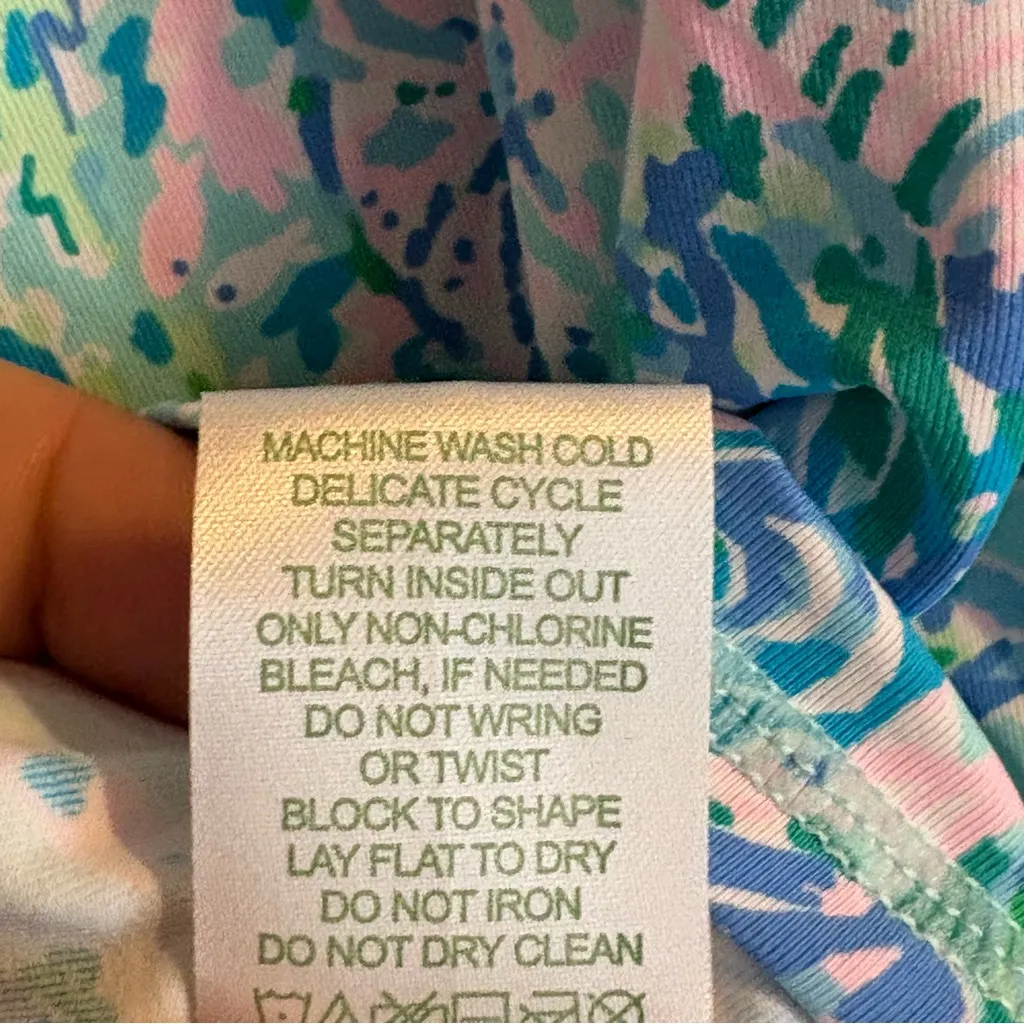 MACHINE WASH COLD
DELICATE CYCLE
SEPARATELY
TURN INSIDE OUT
ONLY NON-CHLORINE
BLEACH, IF NEEDED
DO NOT WRING
OR TWIST
BLOCK TO SHAPE
LAY FLAT TO DRY
DO NOT IRON
DO NOT DRY CLEAN